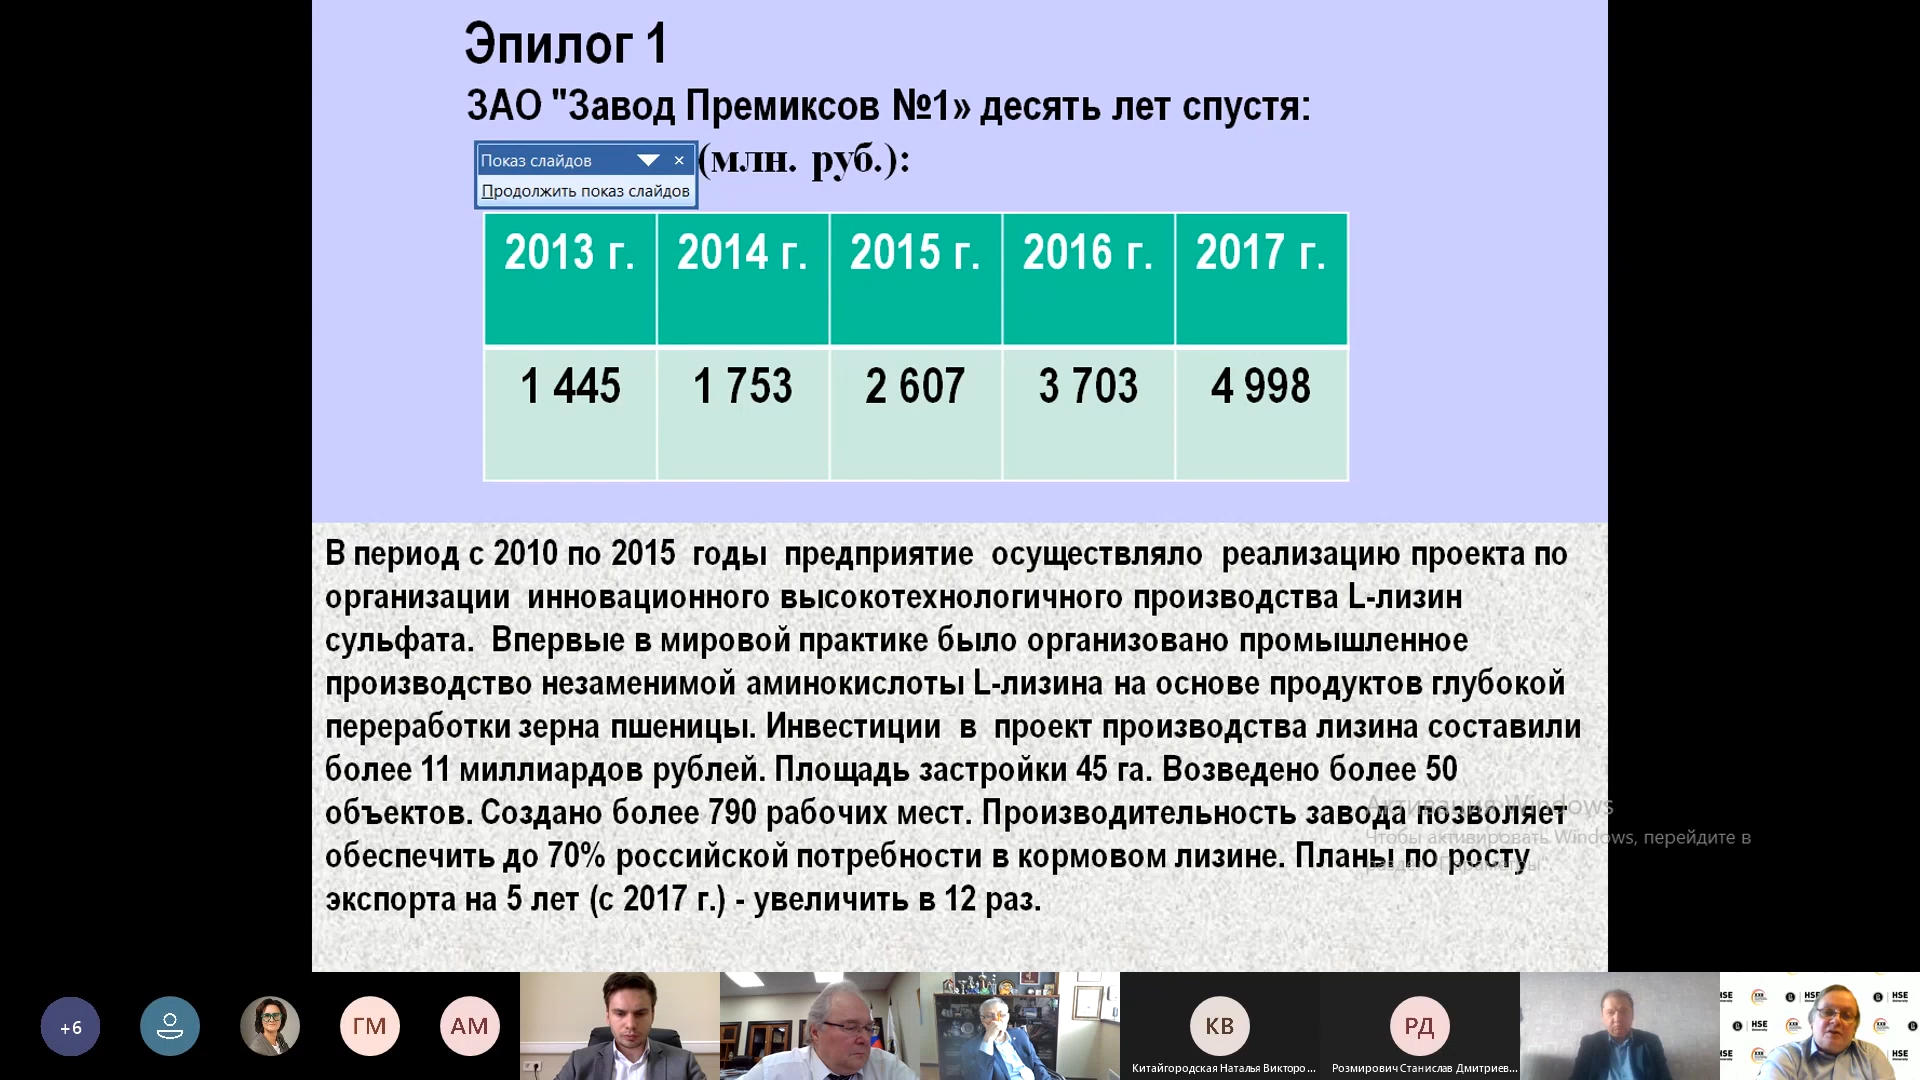 Эпилог 1
ЗАО "Завод Премиксов №1» десять лет спустя:
(млн. руб.):
Показ слайдов
Продолжить показ слайдов
2013 г. 2014 г. 2015 г. 2016 г. 2017 г.
1 445 1 753 2 607 3 703 4 998
В период с 2010 по 2015 годы предприятие осуществляло реализацию проекта по
организации инновационного высокотехнологичного производства L-лизин
сульфата. Впервые в мировой практике было организовано промышленное
производство незаменимой аминокислоты L-лизина на основе продуктов глубокой
переработки зерна пшеницы. Инвестиции в проект производства лизина составили
более 11 миллиардов рублей. Площадь застройки 45 га. Возведено более 50
объектов. Создано более 790 рабочих мест. Производительность завода позволяет
обеспечить до 70% российской потребности в кормовом лизине. Планы по росту
экспорта на 5 лет (с 2017 г.) - увеличить в 12 раз.
Активация Windows
Чтобы активировать Windows, перейдите в
раздел "Параметры".
+6
ГМ
АМ
КВ
Китайгородская Наталья Викторо...
РД
Розмирович Станислав Дмитриев...
HSE
University